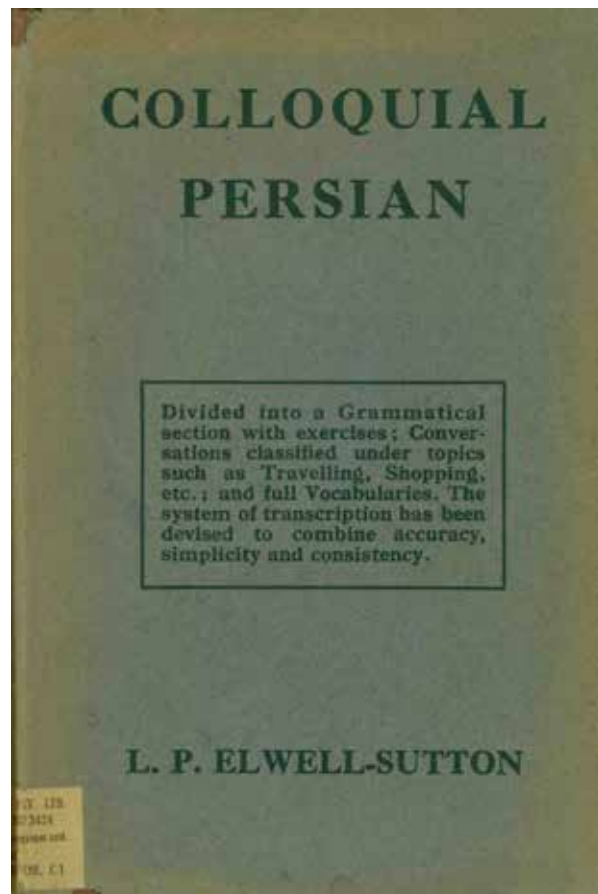 COLLOQUIAL
PERSIAN
Divided into a Grammatical
section with exercises; Conver-
sations classified under topics
such as Travelling, Shopping,
etc.; and full Vocabularies. The
system of transcription has been
devised to combine accuracy,
simplicity and consistency.
L. P. ELWELL-SUTTON